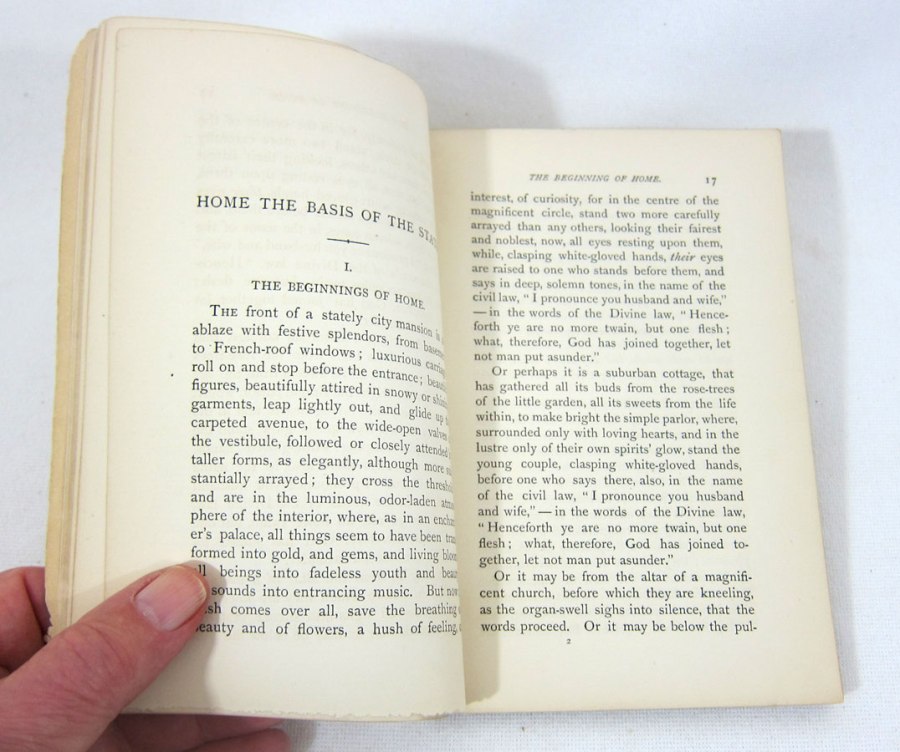 HOME THE BASIS OF THE
I.
THE BEGINNINGS OF HOME.
THE front of a stately city mansion is
ablaze with festive splendors, from
to French-roof windows; luxurious
roll on and stop before the entrance;
figures, beautifully attired in snowy or
garments, leap lightly out, and glide up
carpeted avenue, to the wide-open valves
the vestibule, followed or closely attended
taller forms, as elegantly, although more
stantially arrayed; they cross the
and are in the luminous, odor-laden
phere of the interior, where, as in an
er's palace, all things seem to have been
formed into gold, and gems, and living
beings into fadeless youth and
sounds into entrancing music. But now
comes over all, save the breathing
and of flowers, a hush of feeling,
THE BEGINNING OF HOME. 17
interest, of curiosity, for in the centre of the
magnificent circle, stand two more carefully
arrayed than any others, looking their fairest
and noblest, now, all eyes resting upon them,
while, clasping white-gloved hands, their eyes
are raised to one who stands before them, and
says in deep, solemn tones, in the name of the
civil law, "I pronounce you husband and wife,"
—in the words of the Divine law, "Hence-
forth ye are no more twain, but one flesh;
what, therefore, God has joined together, let
not man put asunder."
Or perhaps it is a suburban cottage, that
has gathered all its buds from the rose-trees
of the little garden, all its sweets from the life
within, to make bright the simple parlor, where,
surrounded only with loving hearts, and in the
lustre only of their own spirits' glow, stand the
young couple, clasping white-gloved hands,
before one who says there, also, in the name
of the civil law, "I pronounce you husband
and wife,"—in the words of the Divine law,
"Henceforth ye are no more twain, but one
flesh; what, therefore, God has joined to-
gether, let not man put asunder."
Or it may be from the altar of a magnifi-
cent church, before which they are kneeling,
as the organ-swell sighs into silence, that the
words proceed. Or it may be below the pul-
2